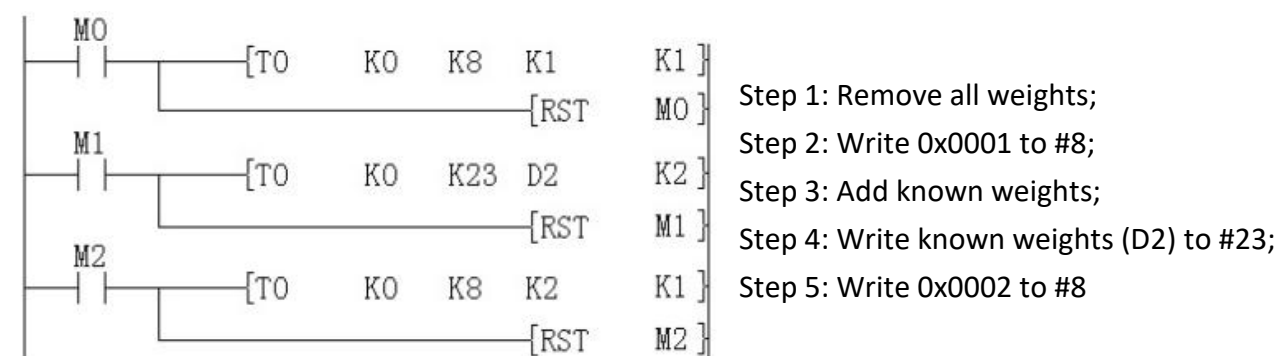 M0
[T0 K0 K8 K1 K1]
[RST M0]
M1
[T0 K0 K23 D2 K2]
[RST M1]
M2
[T0 K0 K8 K2 K1]
[RST M2]
Step 1: Remove all weights;
Step 2: Write 0x0001 to #8;
Step 3: Add known weights;
Step 4: Write known weights (D2) to #23;
Step 5: Write 0x0002 to #8